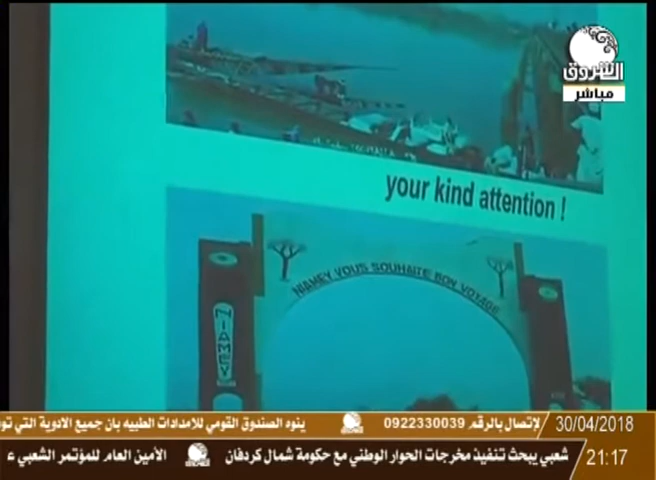 الشروق
مباشر
your kind attention !
NIAMEY VOUS SOUHAITE BON VOYAGE
NIAMEY
ينوه الصندوق القومي للامدادات الطبيه بان جميع الادوية التي
لإتصال بالرقم 0922330039
30/04/2018
شعبي يبحث تنفيذ مخرجات الحوار الوطني مع حكومة شمال كردفان
الأمين العام للمؤتمر الشعبي
21:17